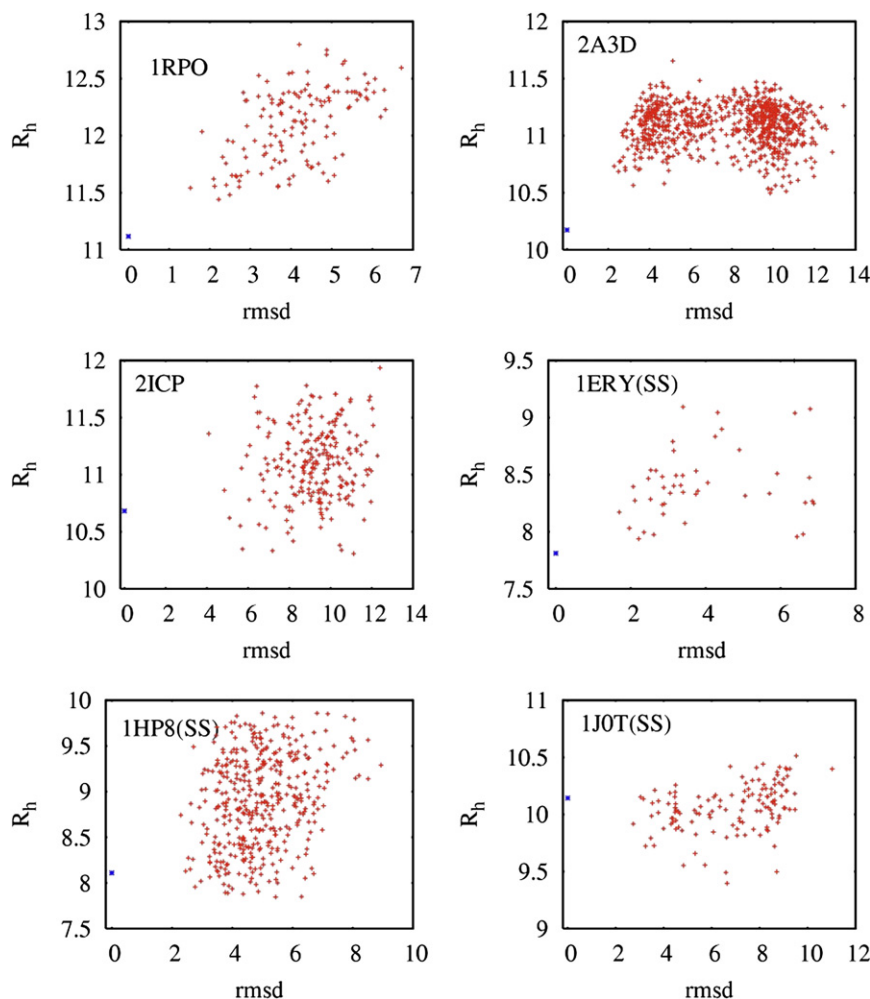 1RPO
13
12.5
12
11.5
11
R_h
0 1 2 3 4 5 6 7
rmsd
2A3D
12
11.5
11
10.5
10
R_h
0 2 4 6 8 10 12 14
rmsd
2ICP
12
11.5
11
10.5
10
R_h
0 2 4 6 8 10 12 14
rmsd
1ERY(SS)
9.5
9
8.5
8
7.5
R_h
0 2 4 6 8
rmsd
1HP8(SS)
10
9.5
9
8.5
8
7.5
R_h
0 2 4 6 8 10
rmsd
1J0T(SS)
11
10.5
10
9.5
9
R_h
0 2 4 6 8 10 12
rmsd